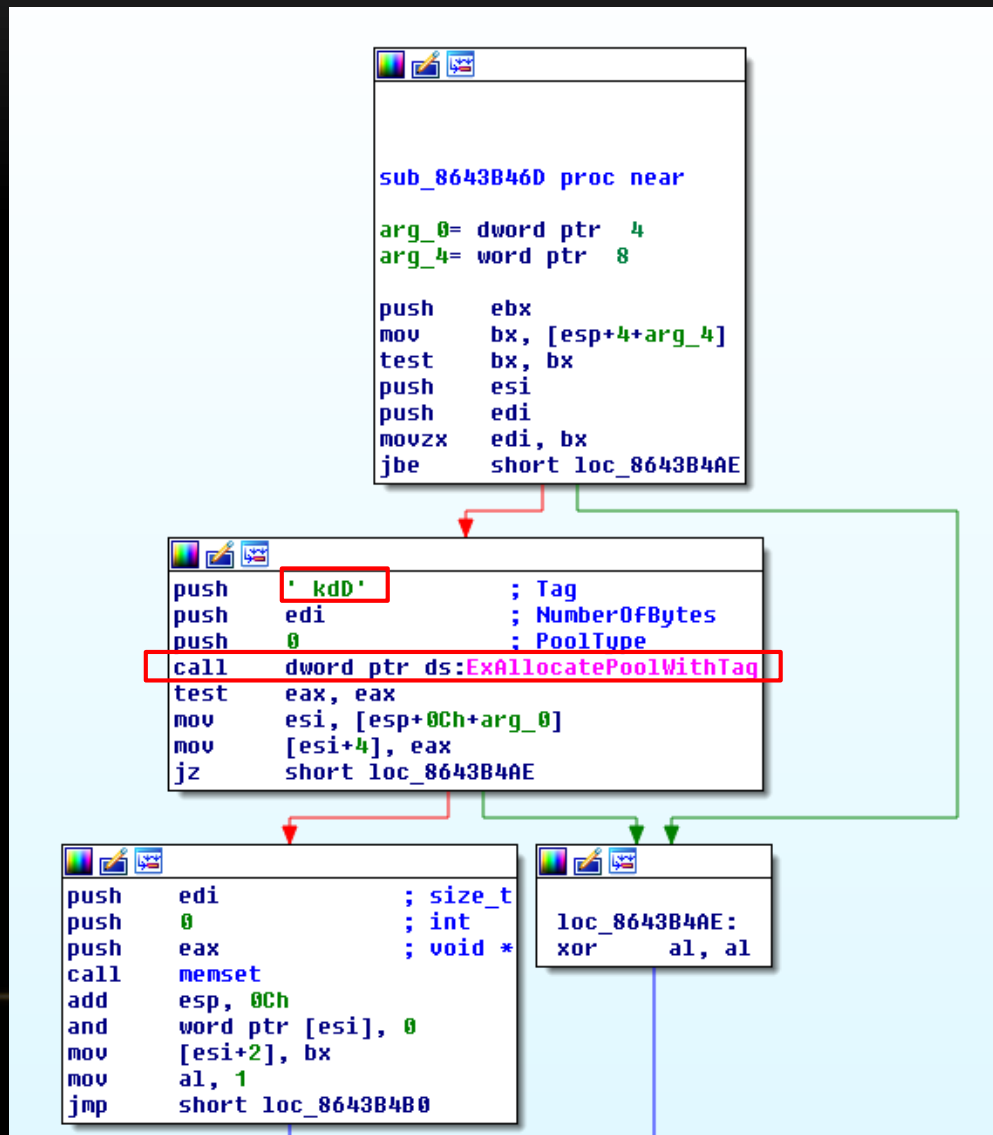 sub_8643B46D proc near
arg_0= dword ptr 4
arg_4= word ptr 8
push ebx
mov bx, [esp+4+arg_4]
test bx, bx
push esi
push edi
movzx edi, bx
jbe short loc_8643B4AE
push ' kdD' ; Tag
push edi ; NumberOfBytes
push 0 ; PoolType
call dword ptr ds:ExAllocatePoolWithTag
test eax, eax
mov esi, [esp+0Ch+arg_0]
mov [esi+4], eax
jz short loc_8643B4AE
push edi ; size_t
push 0 ; int
push eax ; void *
call memset
add esp, 0Ch
and word ptr [esi], 0
mov [esi+2], bx
mov al, 1
jmp short loc_8643B4B0
loc_8643B4AE:
xor al, al